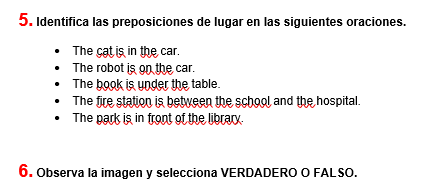 5. Identifica las preposiciones de lugar en las siguientes oraciones.
• The cat is in the car.
• The robot is on the car.
• The book is under the table.
• The fire station is between the school and the hospital.
• The park is in front of the library.
6. Observa la imagen y selecciona VERDADERO O FALSO.